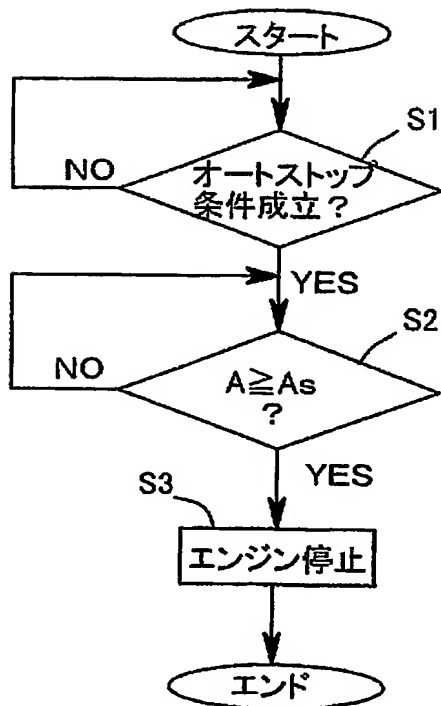 スタート
S1
NO
オートストップ
条件成立？
YES
S2
NO
A≧As
？
YES
S3
エンジン停止
エンド